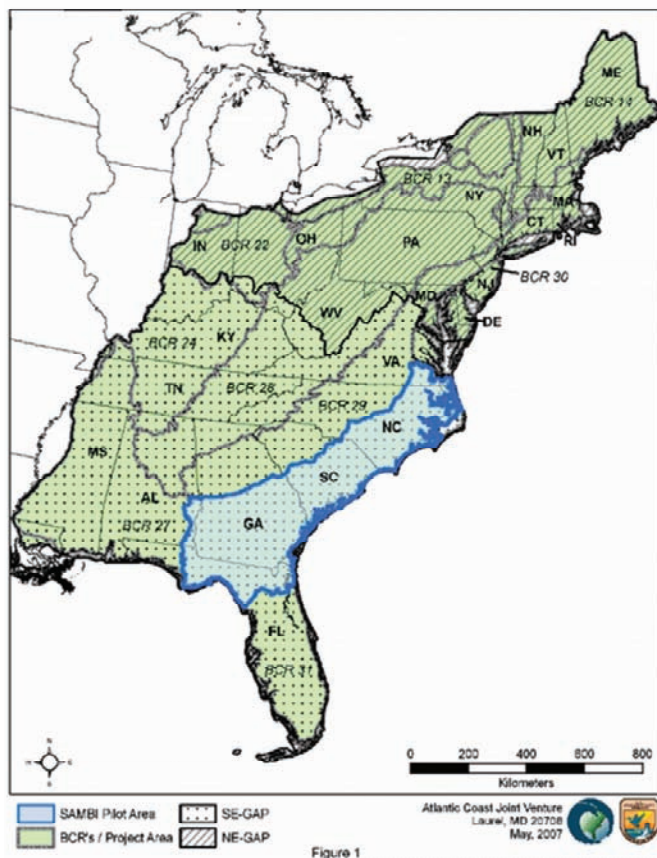 ME
BCR 14
NH
VT
BCR 13
NY
MA
CT
RI
IN
BCR 22
OH
PA
NJ
BCR 30
MD
WV
DE
KY
BCR 24
VA
TN
BCR 28
BCR 29
NC
MS
SC
AL
BCR 27
GA
FL
BCR 31
0 200 400 600 800
Kilometers
SAMBI Pilot Area
SE-GAP
BCR's / Project Area
NE-GAP
Atlantic Coast Joint Venture
Laurel, MD 20708
May, 2007
Figure 1